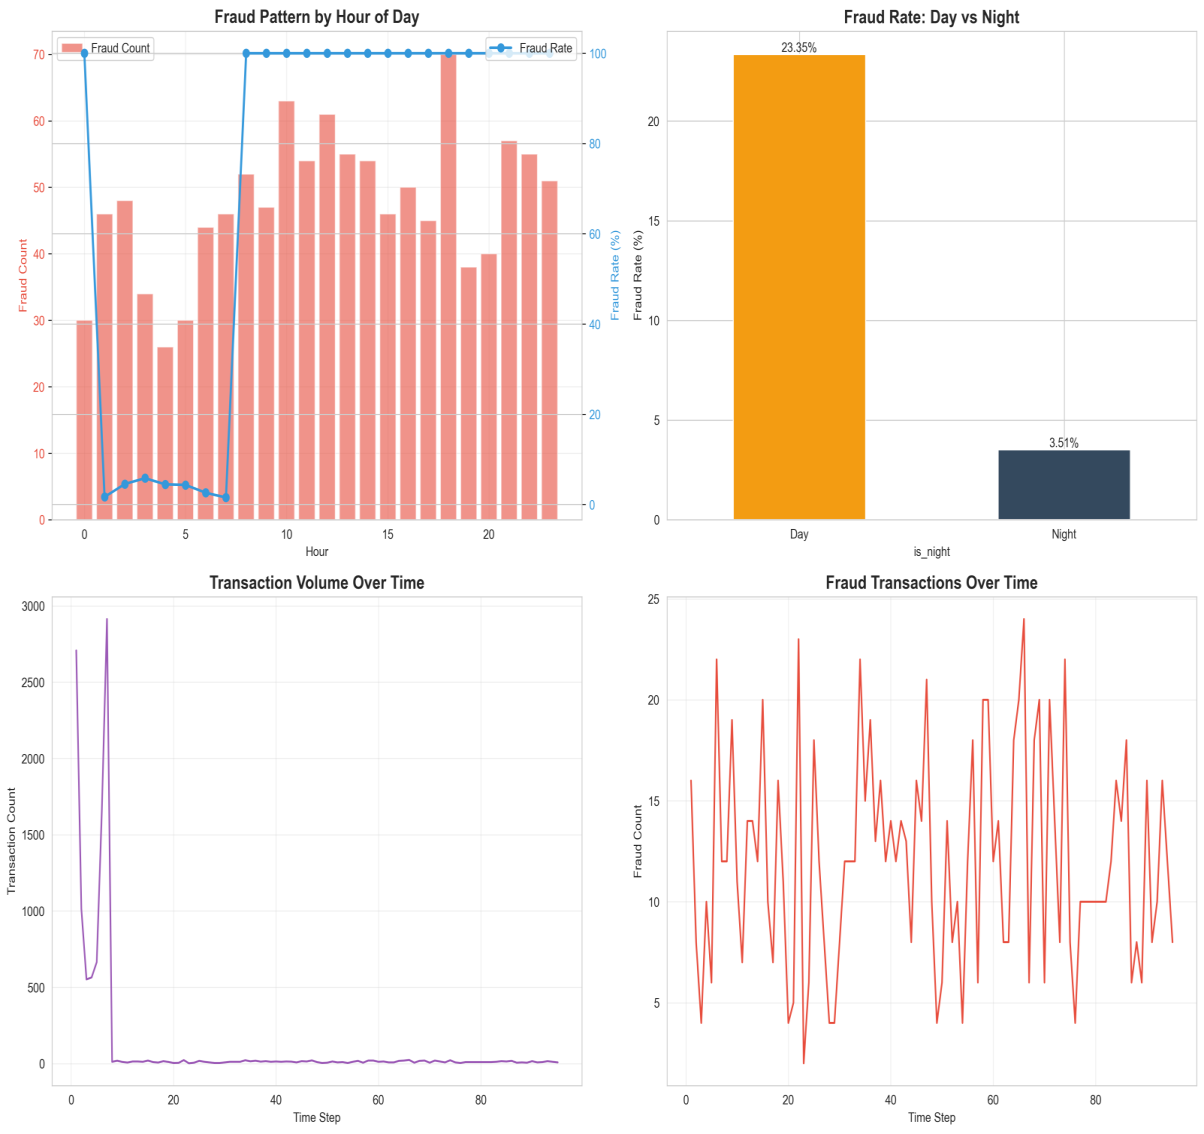 Fraud Pattern by Hour of Day
Fraud Count
Fraud Rate
70
60
50
40
30
20
10
0
Fraud Count
100
80
60
40
20
0
Fraud Rate (%)
0 5 10 15 20
Hour
Fraud Rate: Day vs Night
23.35%
3.51%
20
15
10
5
0
Fraud Rate (%)
Day Night
is_night
Transaction Volume Over Time
3000
2500
2000
1500
1000
500
0
Transaction Count
0 20 40 60 80
Time Step
Fraud Transactions Over Time
25
20
15
10
5
Fraud Count
0 20 40 60 80
Time Step